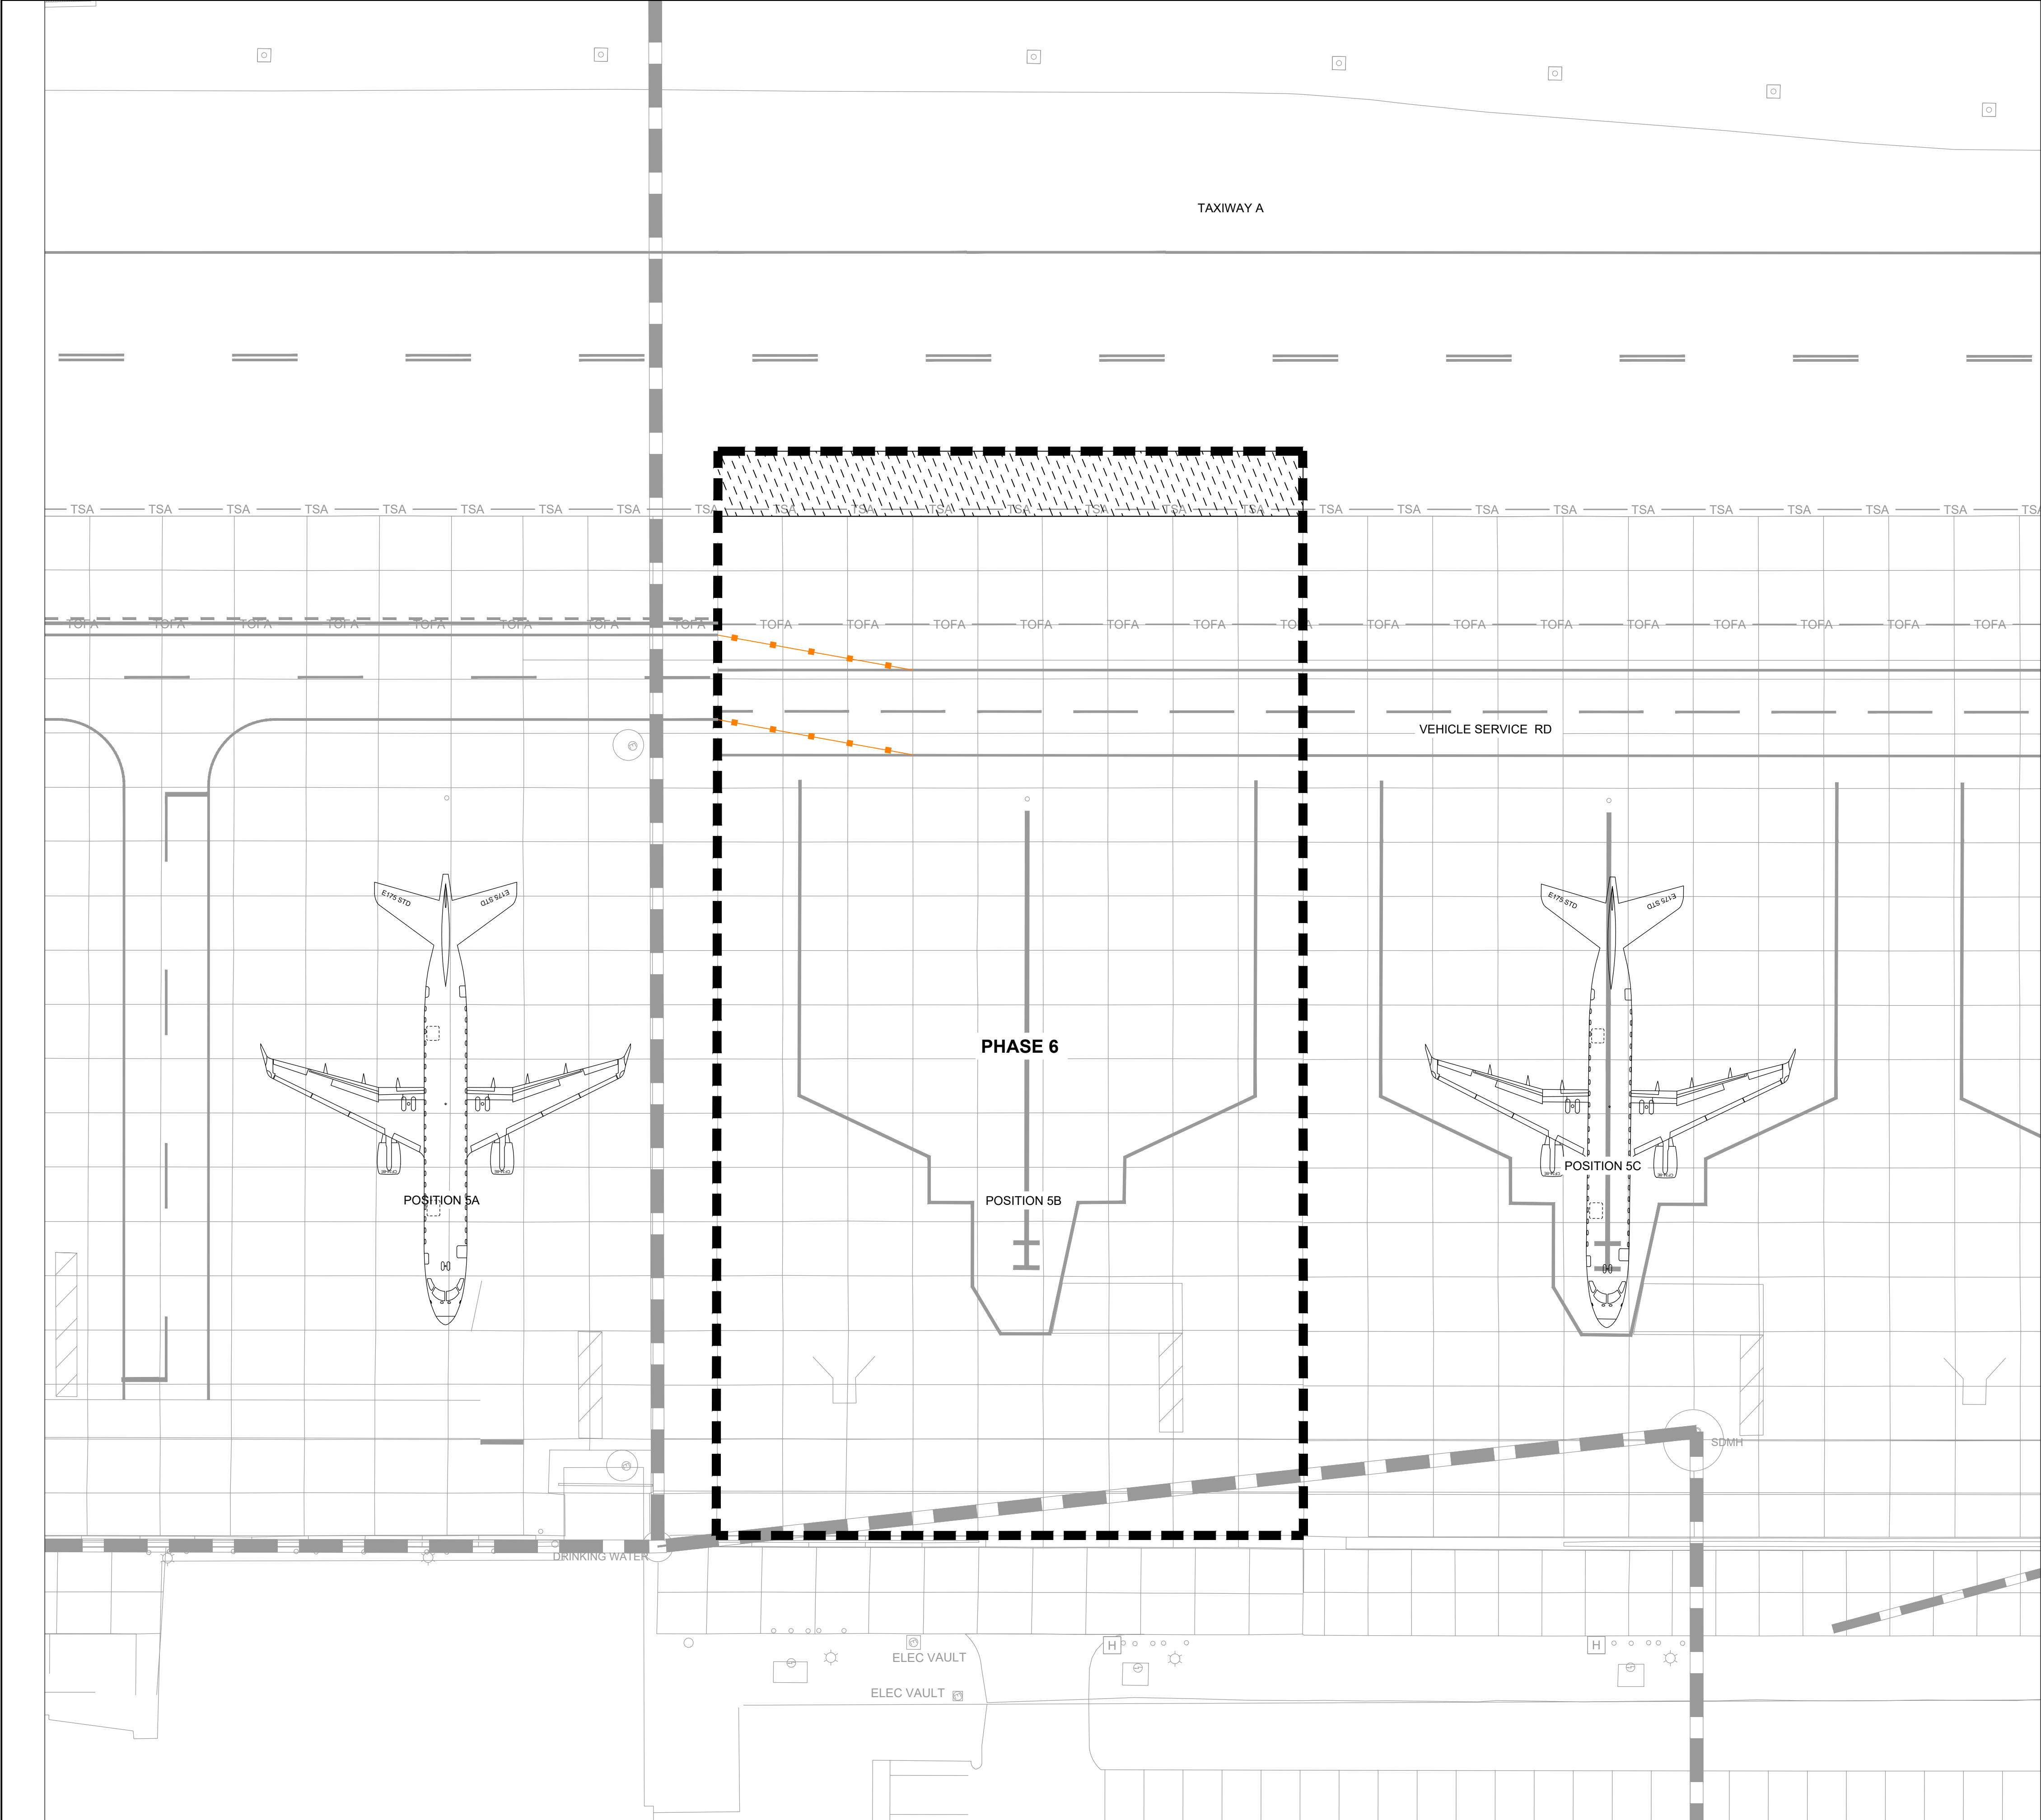 TAXIWAY A
TSA TSA TSA TSA TSA TSA TSA TSA TSA TSA TSA TSA TSA TSA TSA TSA TSA TSA TSA TSA TSA TSA TSA TSA TSA TSA
TOFA TOFA TOFA TOFA TOFA TOFA TOFA TOFA TOFA TOFA TOFA TOFA TOFA TOFA TOFA TOFA TOFA TOFA TOFA TOFA TOFA TOFA TOFA
VEHICLE SERVICE RD
E175 STD E175 STD
E175 STD E175 STD
PHASE 6
POSITION 5C
POSITION 5A
POSITION 5B
SDMH
DRINKING WATER
H
H
ELEC VAULT
ELEC VAULT